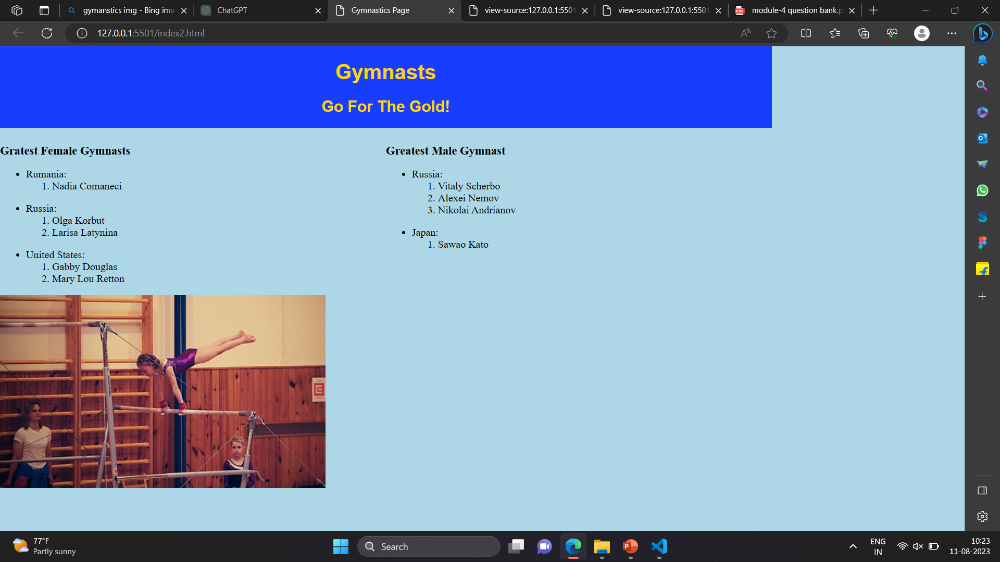 gymanstics img - Bing ima
ChatGPT
Gymnastics Page
view-source:127.0.0.1:5501
view-source:127.0.0.1:5501
module-4 question bank.p
127.0.0.1:5501/index2.html
Gymnasts
Go For The Gold!
Gratest Female Gymnasts
• Rumania:
1. Nadia Comaneci
• Russia:
1. Olga Korbut
2. Larisa Latynina
• United States:
1. Gabby Douglas
2. Mary Lou Retton
Greatest Male Gymnast
• Russia:
1. Vitaly Scherbo
2. Alexei Nemov
3. Nikolai Andrianov
• Japan:
1. Sawao Kato
77°F
Partly sunny
Search
ENG
IN
10:23
11-08-2023